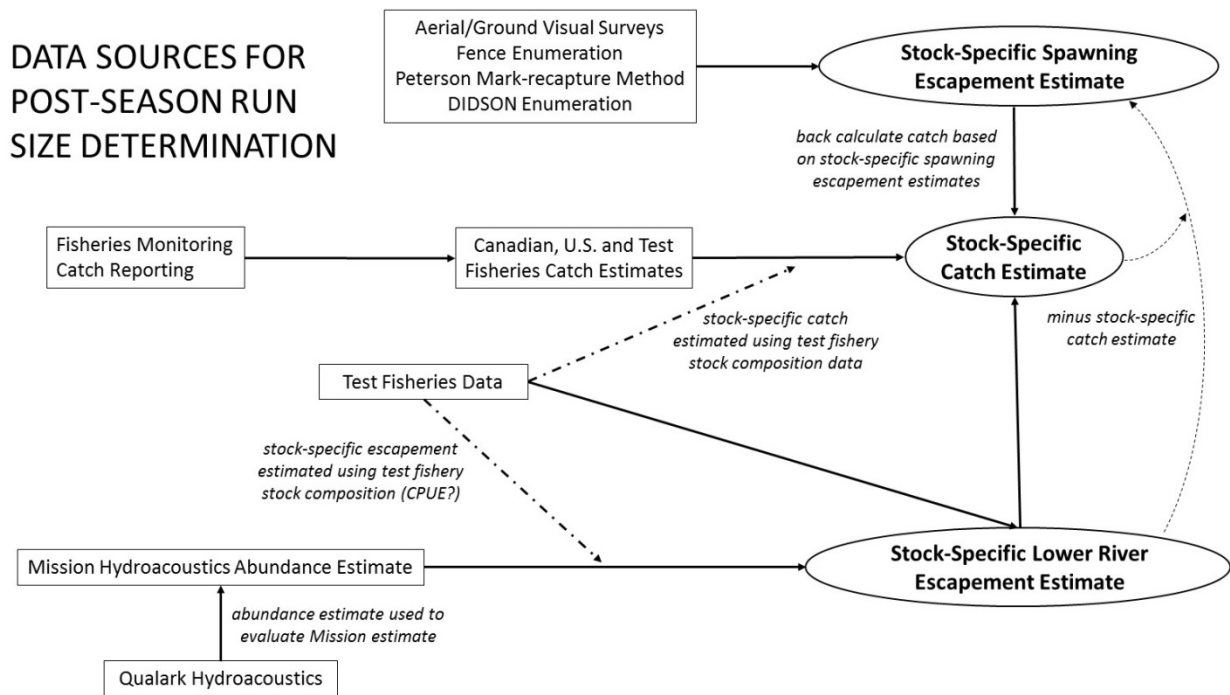 DATA SOURCES FOR
POST-SEASON RUN
SIZE DETERMINATION
Aerial/Ground Visual Surveys
Fence Enumeration
Peterson Mark-recapture Method
DIDSON Enumeration
Stock-Specific Spawning
Escapement Estimate
back calculate catch based
on stock-specific spawning
escapement estimates
Fisheries Monitoring
Catch Reporting
Canadian, U.S. and Test
Fisheries Catch Estimates
Stock-Specific
Catch Estimate
stock-specific catch
estimated using test fishery
stock composition data
minus stock-specific
catch estimate
Test Fisheries Data
stock-specific escapement
estimated using test fishery
stock composition (CPUE?)
Mission Hydroacoustics Abundance Estimate
Stock-Specific Lower River
Escapement Estimate
abundance estimate used to
evaluate Mission estimate
Qualark Hydroacoustics